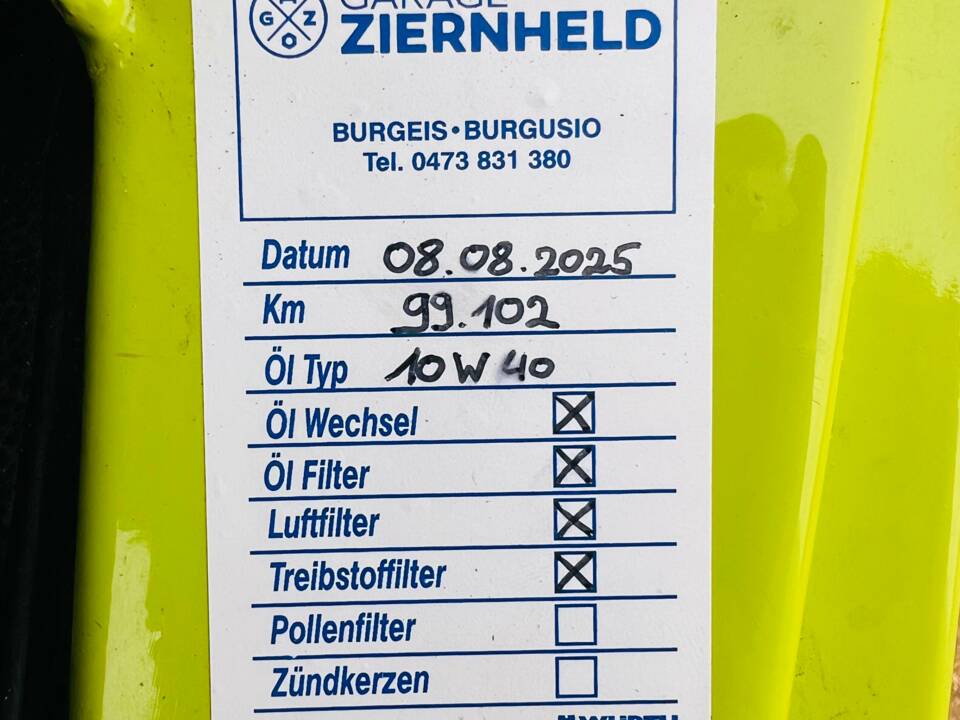 G A Z O
GARAGE
ZIERNHELD
BURGEIS • BURGUSIO
Tel. 0473 831 380
Datum 08.08.2025
Km 99.102
Öl Typ 10W40
Öl Wechsel
Öl Filter
Luftfilter
Treibstoffilter
Pollenfilter
Zündkerzen
WÜRTH